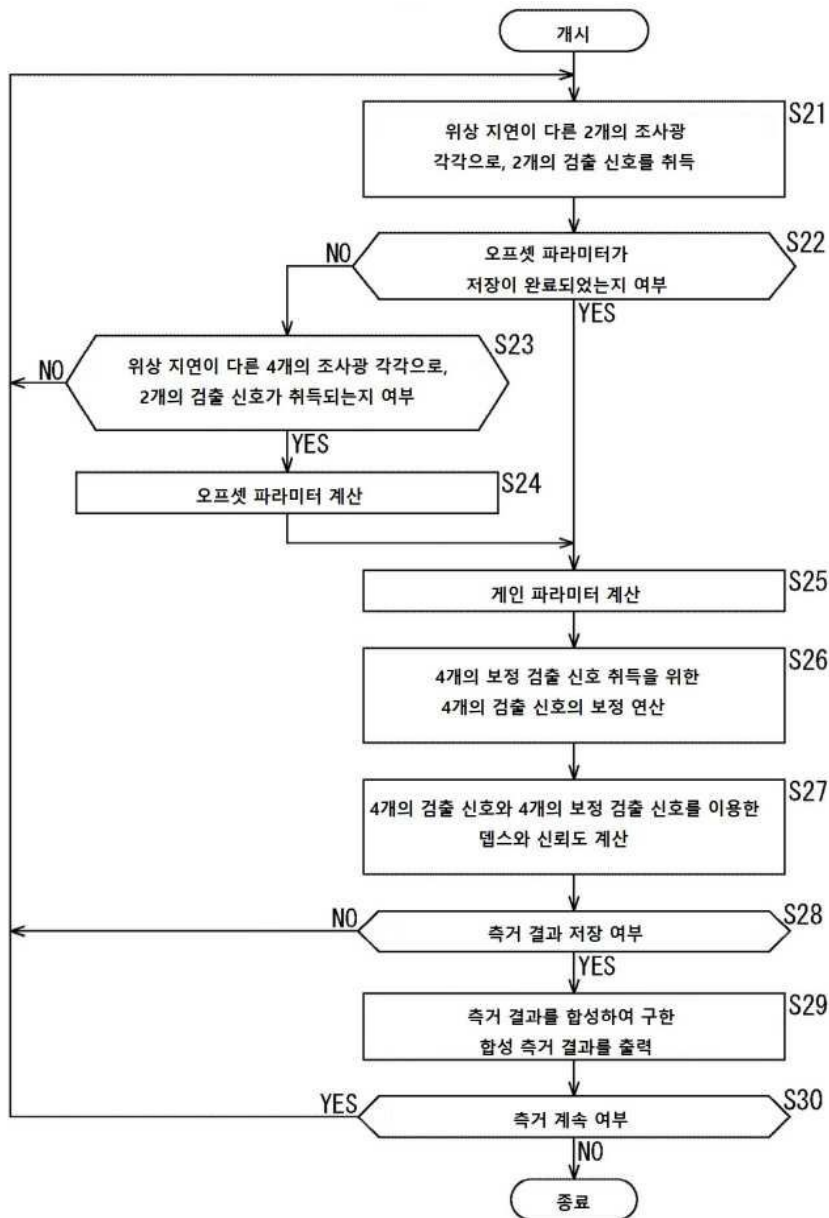 개시
S21
위상 지연이 다른 2개의 조사광
각각으로, 2개의 검출 신호를 취득
S22
오프셋 파라미터가
저장이 완료되었는지 여부
NO
YES
S23
위상 지연이 다른 4개의 조사광 각각으로,
2개의 검출 신호가 취득되는지 여부
NO
YES
S24
오프셋 파라미터 계산
S25
게인 파라미터 계산
S26
4개의 보정 검출 신호 취득을 위한
4개의 검출 신호의 보정 연산
S27
4개의 검출 신호와 4개의 보정 검출 신호를 이용한
뎁스와 신뢰도 계산
S28
측거 결과 저장 여부
NO
YES
S29
측거 결과를 합성하여 구한
합성 측거 결과를 출력
S30
측거 계속 여부
YES
NO
종료